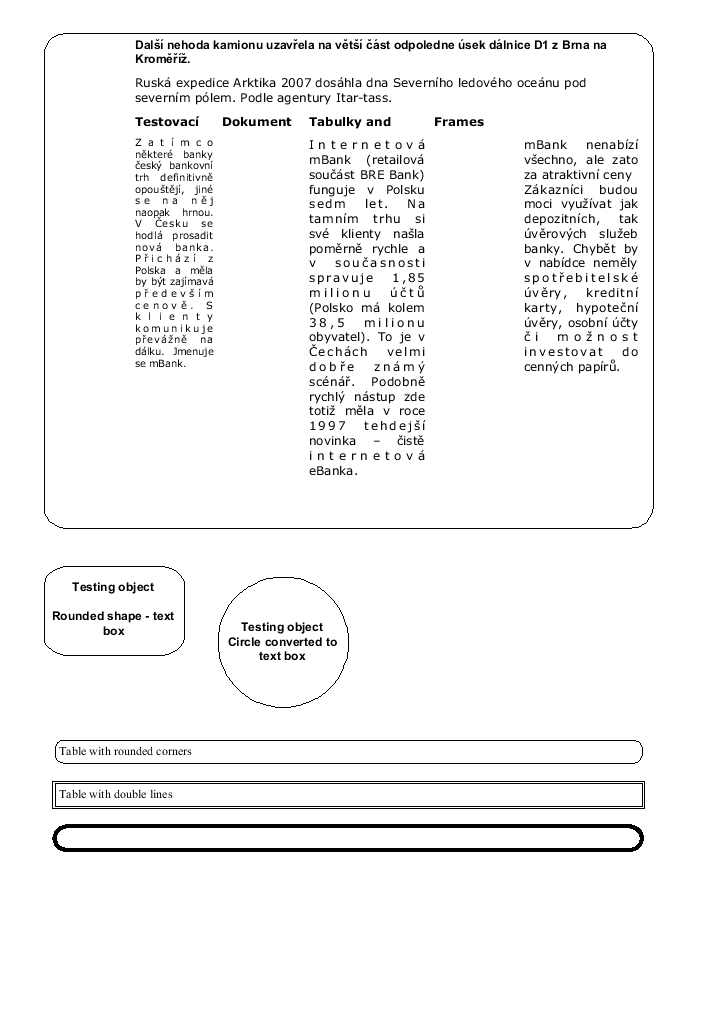 Další nehoda kamionu uzavřela na větší část odpoledne úsek dálnice D1 z Brna na
Kroměříž.
Ruská expedice Arktika 2007 dosáhla dna Severního ledového oceánu pod
severním pólem. Podle agentury Itar-tass.
Testovací Dokument Tabulky and Frames
Zatímco
některé banky
český bankovní
trh definitivně
opouštějí, jiné
se na něj
naopak hrnou.
V Česku se
hodlá prosadit
nová banka.
Přichází z
Polska a měla
by být zajímavá
především
cenově. S
klienty
komunikuje
převážně na
dálku. Jmenuje
se mBank.
Internetová
mBank (retailová
součást BRE Bank)
funguje v Polsku
sedm let. Na
tamním trhu si
své klienty našla
poměrně rychle a
v současnosti
spravuje 1,85
milionu účtů
(Polsko má kolem
38,5 milionu
obyvatel). To je v
Čechách velmi
dobře známý
scénář. Podobně
rychlý nástup zde
totiž měla v roce
1997 tehdejší
novinka – čistě
internetová
eBanka.
mBank nenabízí
všechno, ale zato
za atraktivní ceny
Zákazníci budou
moci využívat jak
depozitních, tak
úvěrových služeb
banky. Chybět by
v nabídce neměly
spotřebitelské
úvěry, kreditní
karty, hypoteční
úvěry, osobní účty
či možnost
investovat do
cenných papírů.
Testing object
Rounded shape - text
box
Testing object
Circle converted to
text box
Table with rounded corners
Table with double lines